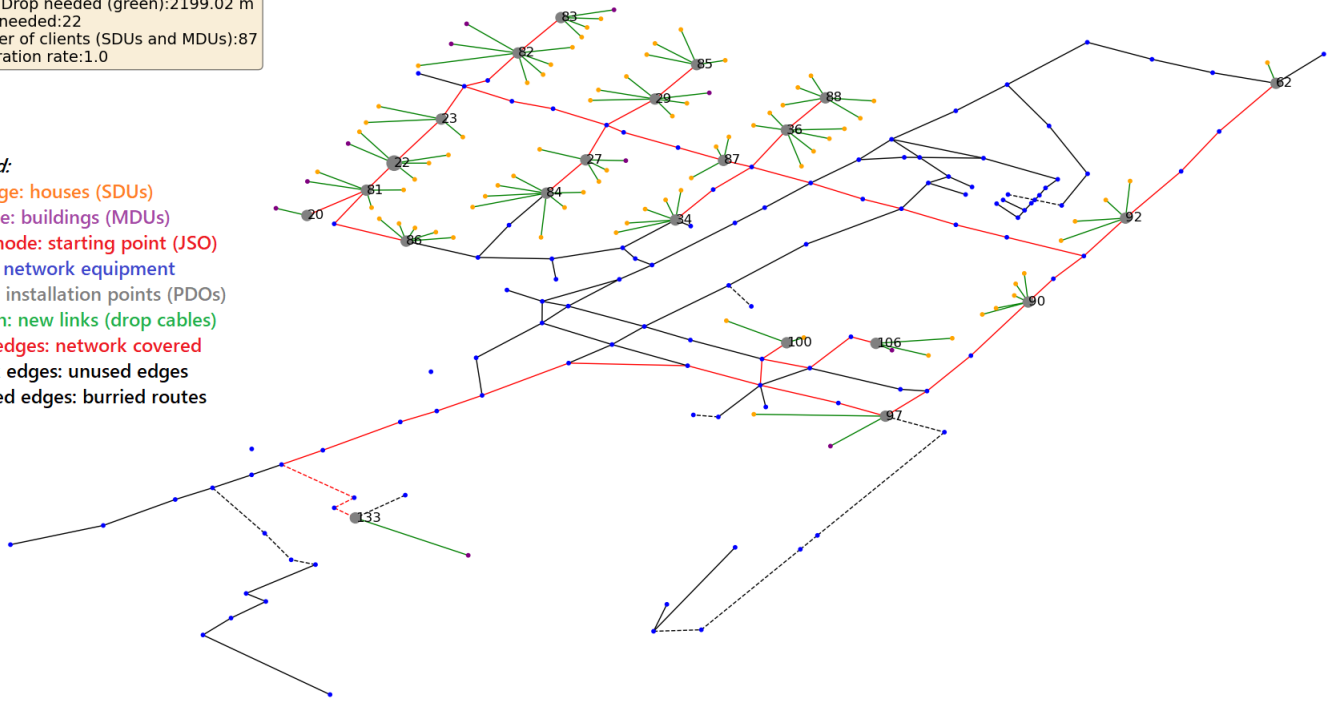 Drop needed (green):2199.02 m
needed:22
er of clients (SDUs and MDUs):87
ration rate:1.0
d:
ge: houses (SDUs)
e: buildings (MDUs)
node: starting point (JSO)
network equipment
installation points (PDOs)
n: new links (drop cables)
edges: network covered
edges: unused edges
ed edges: burried routes
83
82
85
62
29
88
23
36
22
27
87
81
84
20
34
92
86
90
100
106
97
133